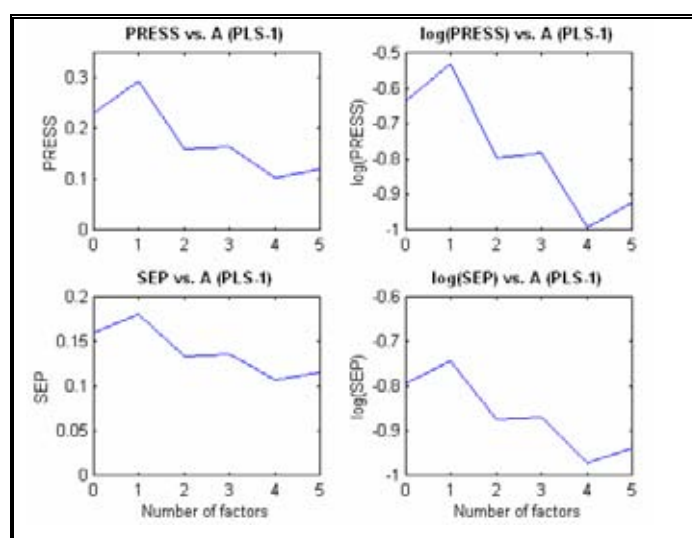 PRESS vs. A (PLS-1)
PRESS
0.3
0.2
0.1
0
0 1 2 3 4 5
log(PRESS) vs. A (PLS-1)
log(PRESS)
-0.5
-0.6
-0.7
-0.8
-0.9
-1
0 1 2 3 4 5
SEP vs. A (PLS-1)
SEP
0.2
0.15
0.1
0.05
0
0 1 2 3 4 5
Number of factors
log(SEP) vs. A (PLS-1)
log(SEP)
-0.6
-0.7
-0.8
-0.9
-1
0 1 2 3 4 5
Number of factors